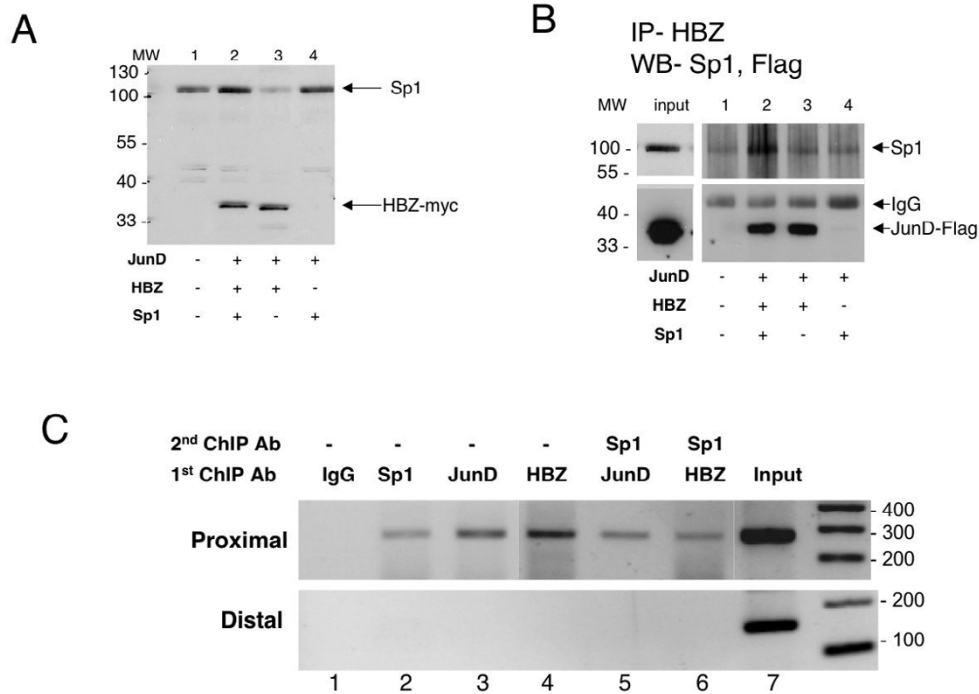 A
MW 1 2 3 4
130 -
100 -
55 -
40 -
33 -
Sp1
HBZ-myc
JunD - + + +
HBZ - + + -
Sp1 - + - +
B
IP- HBZ
WB- Sp1, Flag
MW input 1 2 3 4
100 -
55 -
40 -
33 -
Sp1
IgG
JunD-Flag
JunD - + + +
HBZ - + + -
Sp1 - + - +
C
2nd ChIP Ab - - - - Sp1 Sp1
1st ChIP Ab IgG Sp1 JunD HBZ JunD HBZ Input
Proximal
- 400
- 300
- 200
Distal
- 200
- 100
1 2 3 4 5 6 7